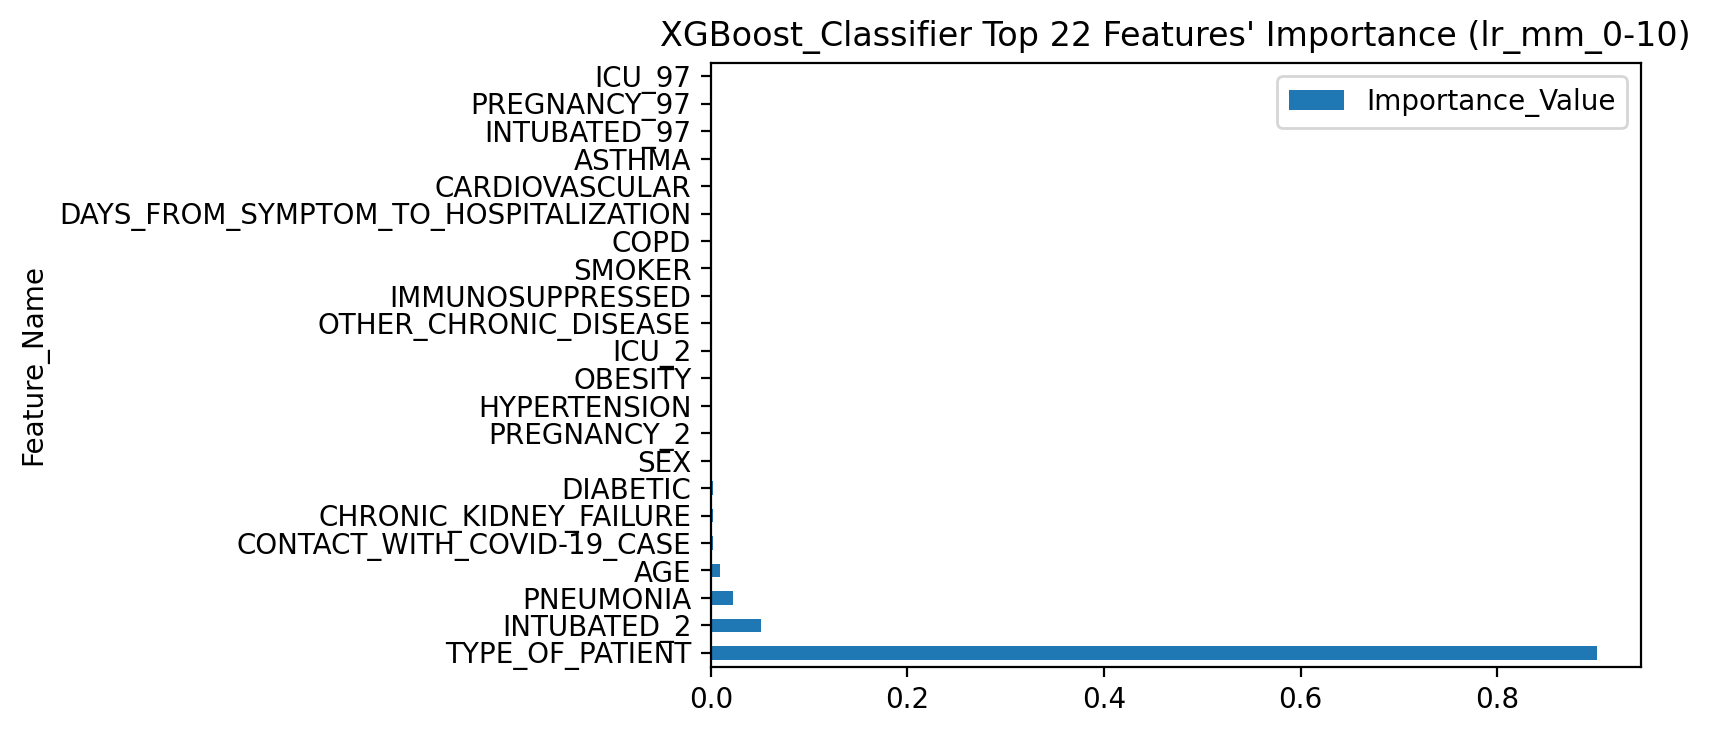 XGBoost_Classifier Top 22 Features' Importance (lr_mm_0-10)
Importance_Value
Feature_Name
ICU_97
PREGNANCY_97
INTUBATED_97
ASTHMA
CARDIOVASCULAR
DAYS_FROM_SYMPTOM_TO_HOSPITALIZATION
COPD
SMOKER
IMMUNOSUPPRESSED
OTHER_CHRONIC_DISEASE
ICU_2
OBESITY
HYPERTENSION
PREGNANCY_2
SEX
DIABETIC
CHRONIC_KIDNEY_FAILURE
CONTACT_WITH_COVID-19_CASE
AGE
PNEUMONIA
INTUBATED_2
TYPE_OF_PATIENT
0.0 0.2 0.4 0.6 0.8